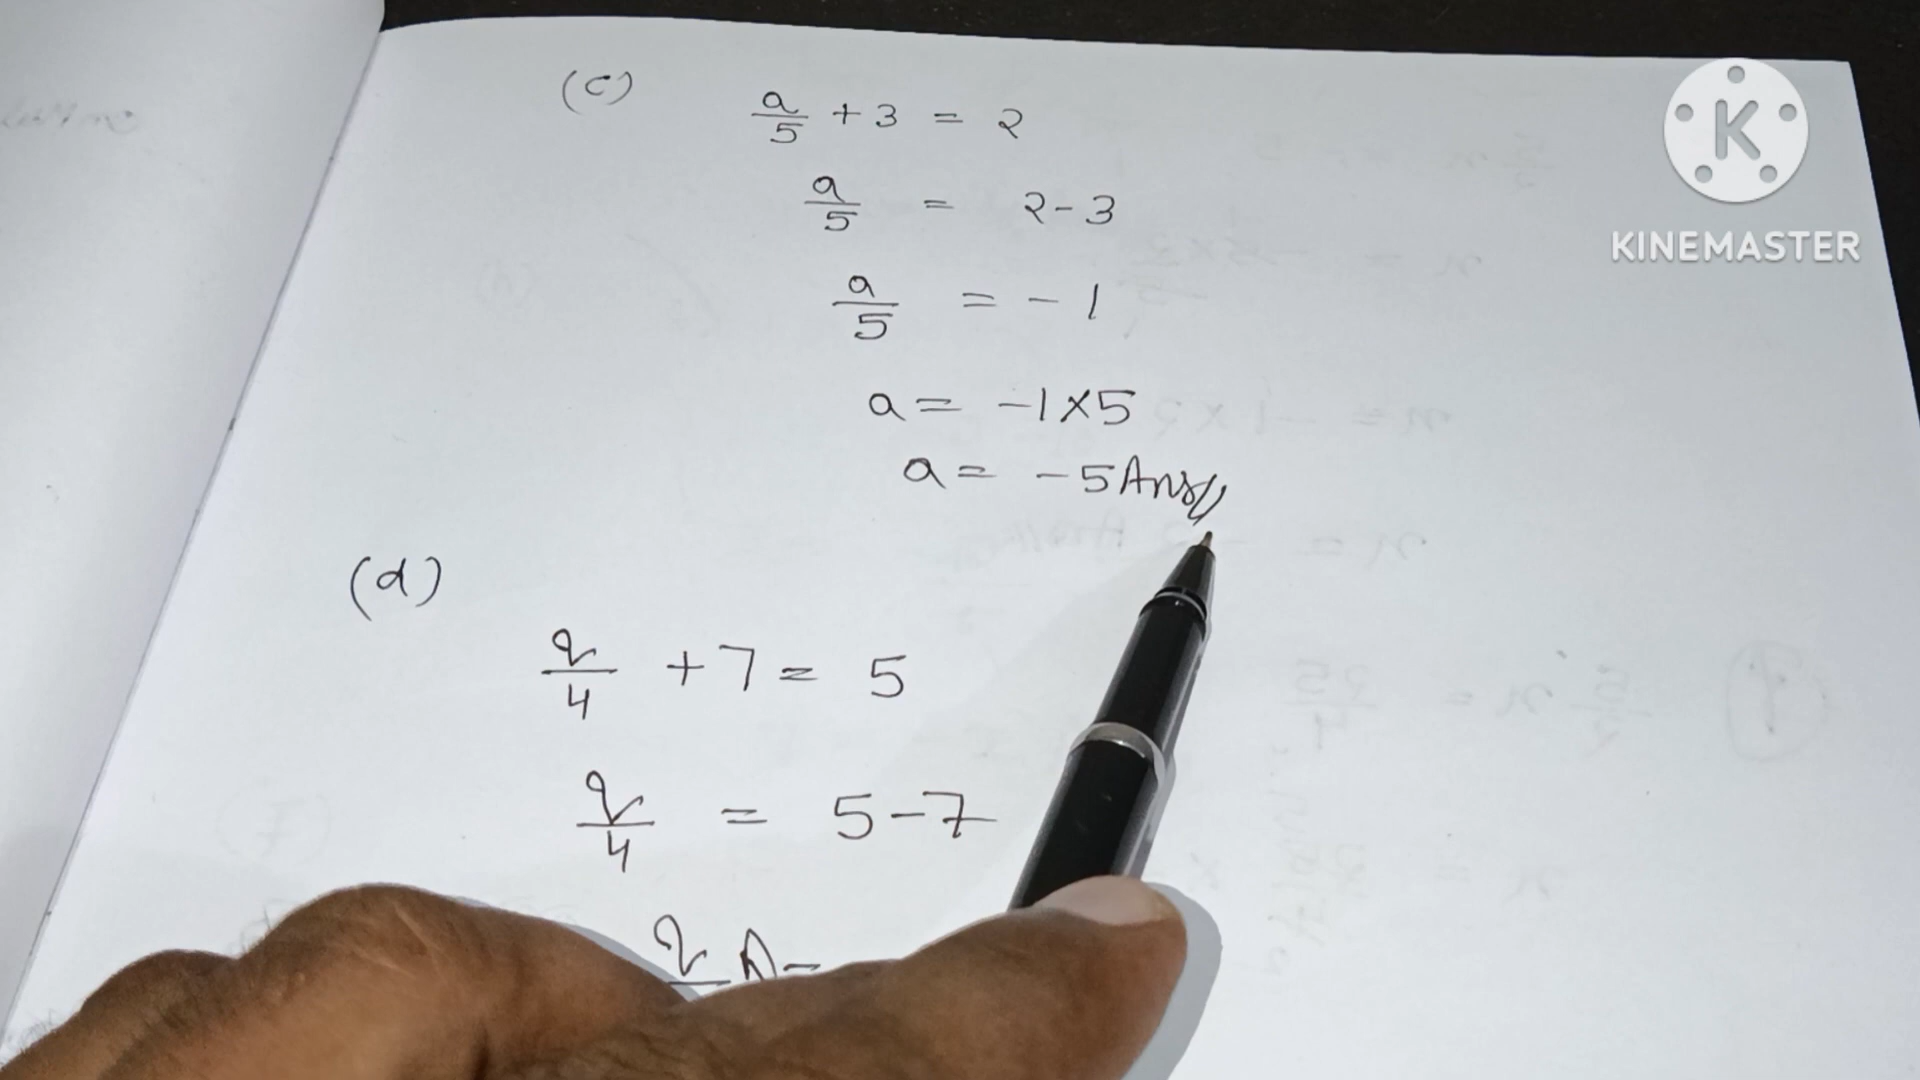 (c)
a/5 + 3 = 2
a/5 = 2 - 3
a/5 = - 1
a = -1 × 5
a = - 5 Ans
(d)
q/4 + 7 = 5
q/4 = 5 - 7
q
K
KINEMASTER